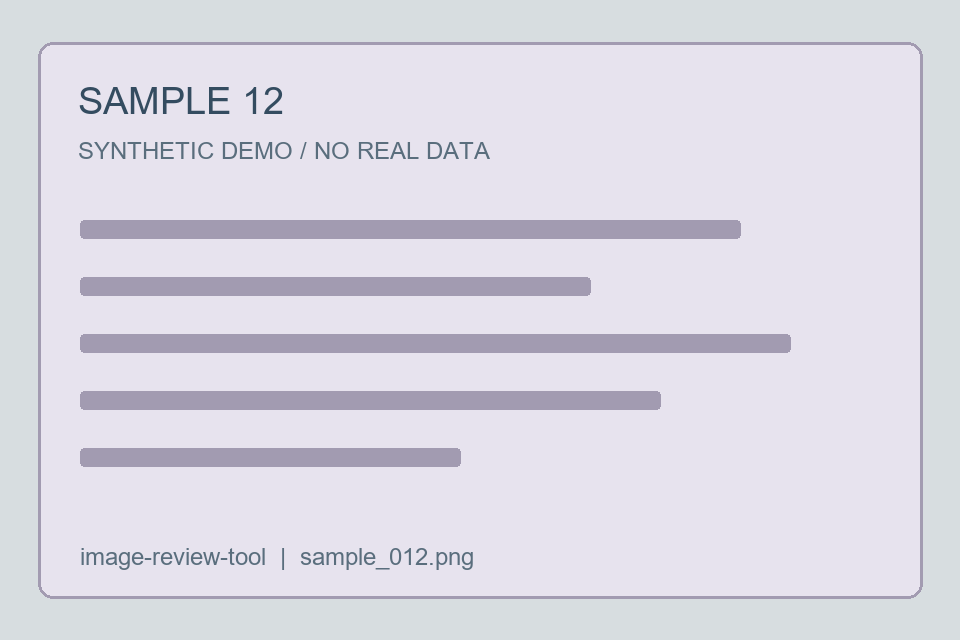 SAMPLE 12
SYNTHETIC DEMO / NO REAL DATA
image-review-tool | sample_012.png